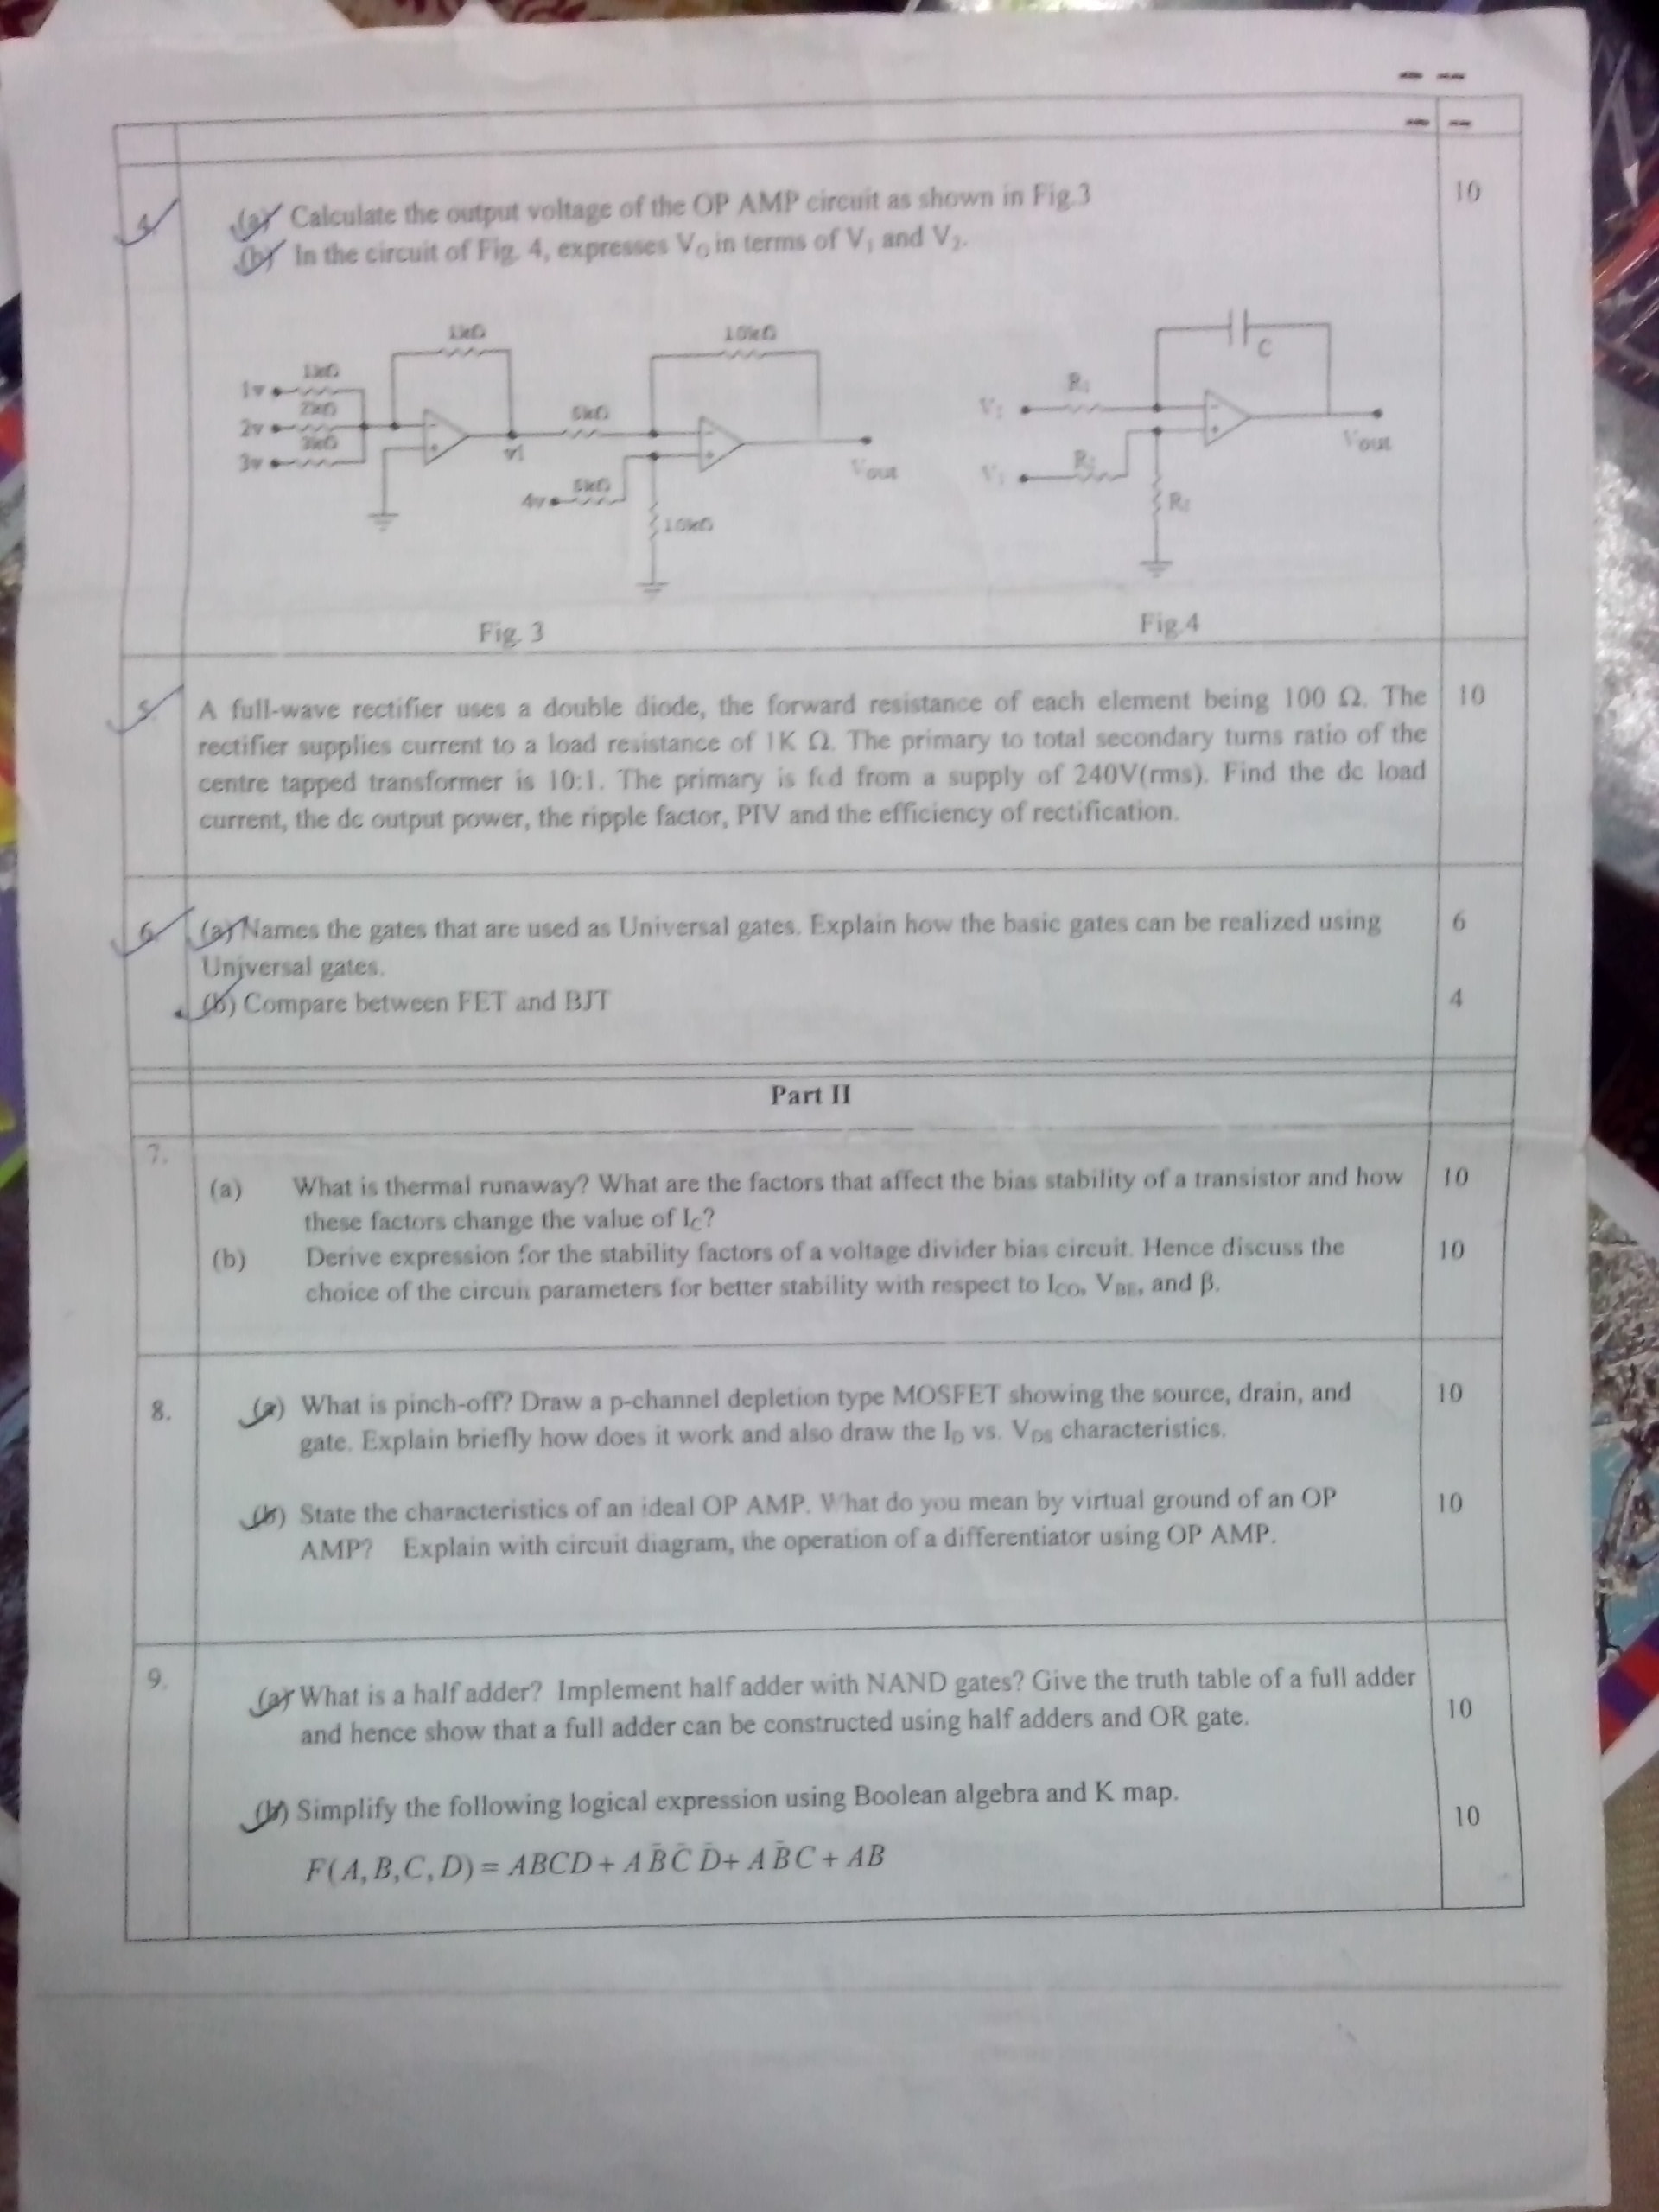 4.
(a) Calculate the output voltage of the OP AMP circuit as shown in Fig.3
10
(b) In the circuit of Fig. 4, expresses V₀ in terms of V₁ and V₂.
1kΩ
10kΩ
C
1v
1kΩ
2kΩ
2v
3kΩ
3v
5kΩ
v1
5kΩ
4v
10kΩ
Vout
R₁
Vout
Fig. 3
Fig.4
5.
A full-wave rectifier uses a double diode, the forward resistance of each element being 100 Ω. The
10
rectifier supplies current to a load resistance of 1K Ω. The primary to total secondary turns ratio of the
centre tapped transformer is 10:1. The primary is fed from a supply of 240V(rms). Find the dc load
current, the dc output power, the ripple factor, PIV and the efficiency of rectification.
6.
(a) Names the gates that are used as Universal gates. Explain how the basic gates can be realized using
6
Universal gates.
(b) Compare between FET and BJT
4
Part II
7.
(a) What is thermal runaway? What are the factors that affect the bias stability of a transistor and how
10
these factors change the value of I_C?
(b) Derive expression for the stability factors of a voltage divider bias circuit. Hence discuss the
10
choice of the circuit parameters for better stability with respect to I_CO, V_BE, and β.
8.
(a) What is pinch-off? Draw a p-channel depletion type MOSFET showing the source, drain, and
10
gate. Explain briefly how does it work and also draw the I_D vs. V_DS characteristics.
(b) State the characteristics of an ideal OP AMP. What do you mean by virtual ground of an OP
10
AMP? Explain with circuit diagram, the operation of a differentiator using OP AMP.
9.
(a) What is a half adder? Implement half adder with NAND gates? Give the truth table of a full adder
and hence show that a full adder can be constructed using half adders and OR gate.
10
(b) Simplify the following logical expression using Boolean algebra and K map.
10
F(A,B,C,D) = ABCD + AB̄C̄D̄ + AB̄C + AB